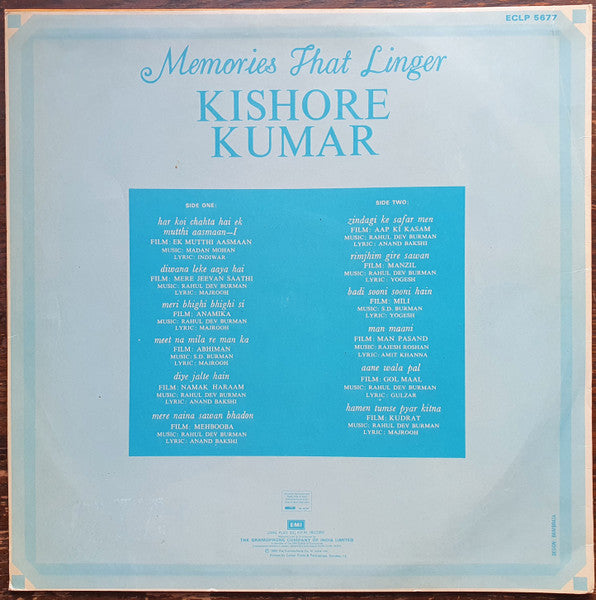 ECLP 5677
Memories That Linger
KISHORE
KUMAR
SIDE ONE:
har koi chahta hai ek
mutthi aasmaan—I
FILM: EK MUTTHI AASMAAN
MUSIC: MADAN MOHAN
LYRIC: INDIWAR
diwana leke aaya hai
FILM: MERE JEEVAN SAATHI
MUSIC: RAHUL DEV BURMAN
LYRIC: MAJROOH
meri bhighi bhighi si
FILM: ANAMIKA
MUSIC: RAHUL DEV BURMAN
LYRIC: MAJROOH
meet na mila re man ka
FILM: ABHIMAN
MUSIC: S.D. BURMAN
LYRIC: MAJROOH
diye jalte hain
FILM: NAMAK HARAAM
MUSIC: RAHUL DEV BURMAN
LYRIC: ANAND BAKSHI
mere naina sawan bhadon
FILM: MEHBOOBA
MUSIC: RAHUL DEV BURMAN
LYRIC: ANAND BAKSHI
SIDE TWO:
zindagi ke safar men
FILM: AAP KI KASAM
MUSIC: RAHUL DEV BURMAN
LYRIC: ANAND BAKSHI
rimjhim gire sawan
FILM: MANZIL
MUSIC: RAHUL DEV BURMAN
LYRIC: YOGESH
badi sooni sooni hain
FILM: MILI
MUSIC: S.D. BURMAN
LYRIC: YOGESH
man maani
FILM: MAN PASAND
MUSIC: RAJESH ROSHAN
LYRIC: AMIT KHANNA
aane wala pal
FILM: GOL MAAL
MUSIC: RAHUL DEV BURMAN
LYRIC: GULZAR
hamen tumse pyar kitna
FILM: KUDRAT
MUSIC: RAHUL DEV BURMAN
LYRIC: MAJROOH
EMI
THE GRAMOPHONE COMPANY OF INDIA LIMITED